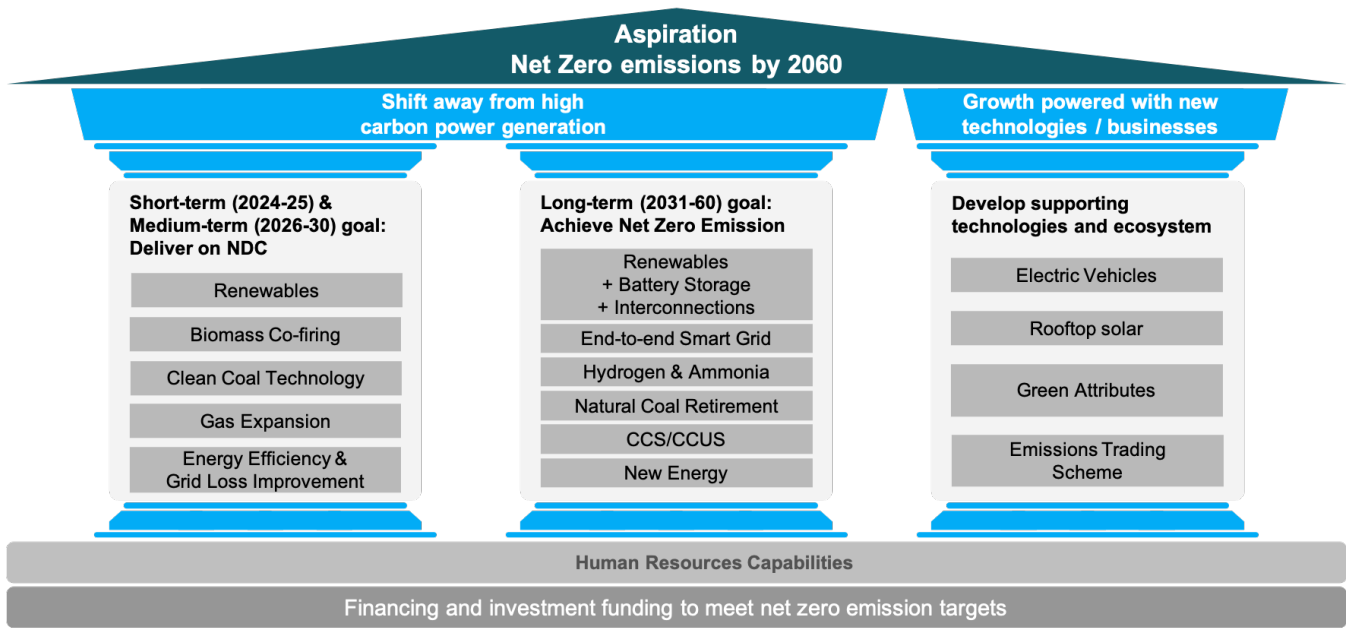 Aspiration
Net Zero emissions by 2060
Shift away from high
carbon power generation
Growth powered with new
technologies / businesses
Short-term (2024-25) &
Medium-term (2026-30) goal:
Deliver on NDC
Renewables
Biomass Co-firing
Clean Coal Technology
Gas Expansion
Energy Efficiency &
Grid Loss Improvement
Long-term (2031-60) goal:
Achieve Net Zero Emission
Renewables
+ Battery Storage
+ Interconnections
End-to-end Smart Grid
Hydrogen & Ammonia
Natural Coal Retirement
CCS/CCUS
New Energy
Develop supporting
technologies and ecosystem
Electric Vehicles
Rooftop solar
Green Attributes
Emissions Trading
Scheme
Human Resources Capabilities
Financing and investment funding to meet net zero emission targets